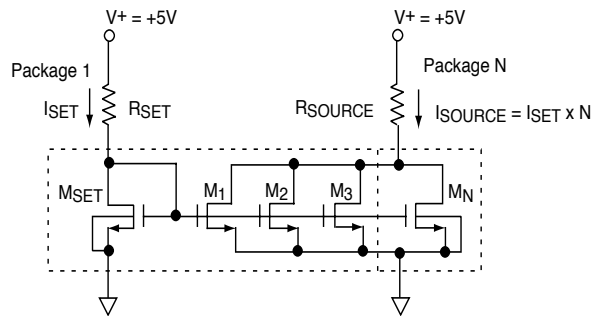 V+ = +5V
V+ = +5V
Package 1
Package N
ISET
RSET
RSOURCE
ISOURCE = ISET x N
MSET
M1
M2
M3
MN